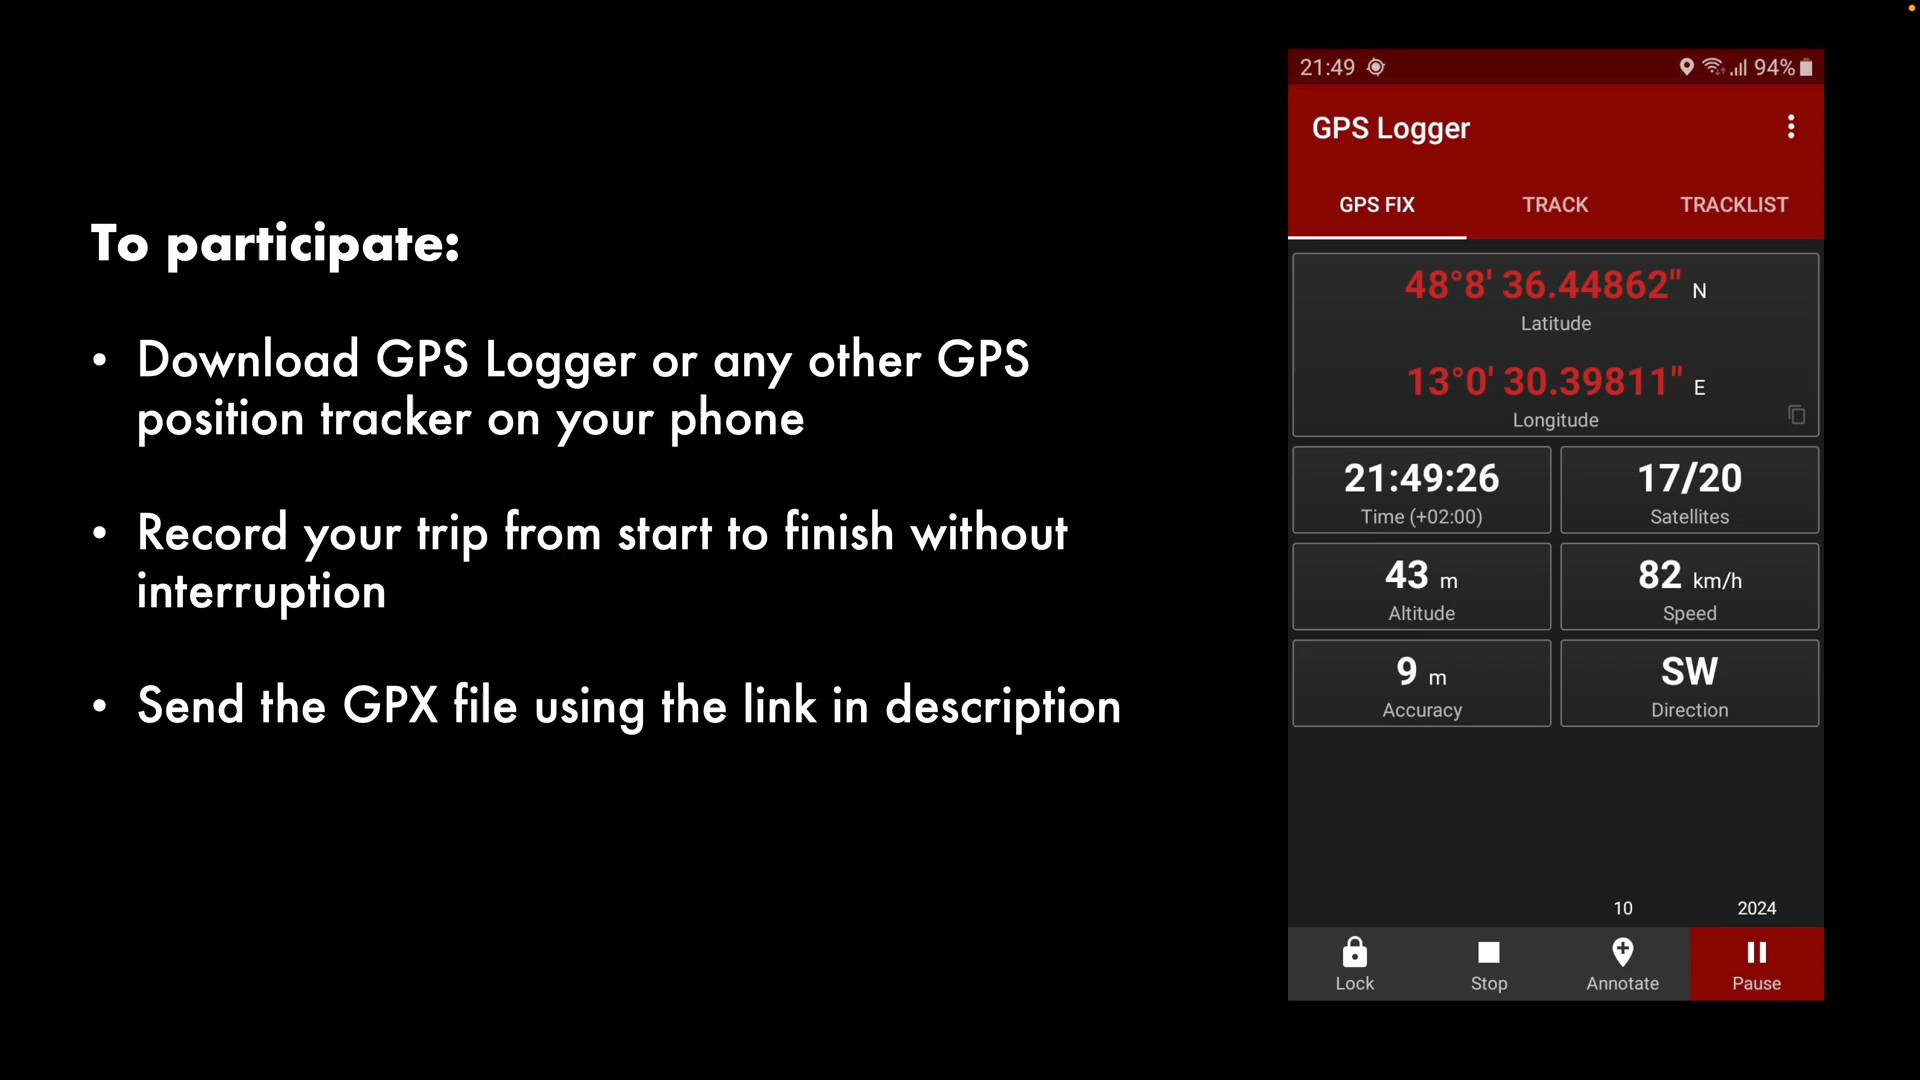 To participate:
• Download GPS Logger or any other GPS
position tracker on your phone
• Record your trip from start to finish without
interruption
• Send the GPX file using the link in description
21:49 94%
GPS Logger
GPS FIX TRACK TRACKLIST
48°8' 36.44862" N
Latitude
13°0' 30.39811" E
Longitude
21:49:26 17/20
Time (+02:00) Satellites
43 m 82 km/h
Altitude Speed
9 m SW
Accuracy Direction
10 2024
Lock Stop Annotate Pause